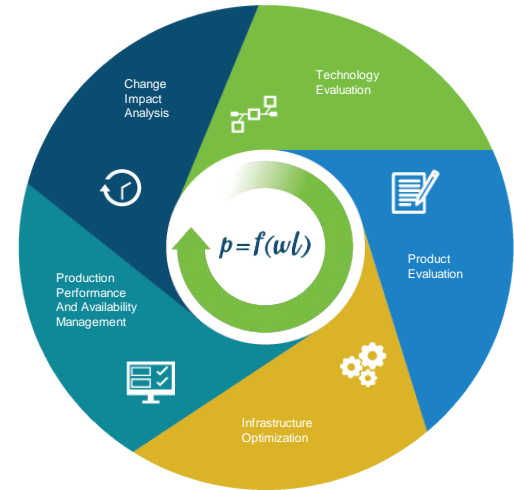 Technology
Evaluation
Product
Evaluation
Infrastructure
Optimization
Production
Performance
And Availability
Management
Change
Impact
Analysis
p=f(wl)